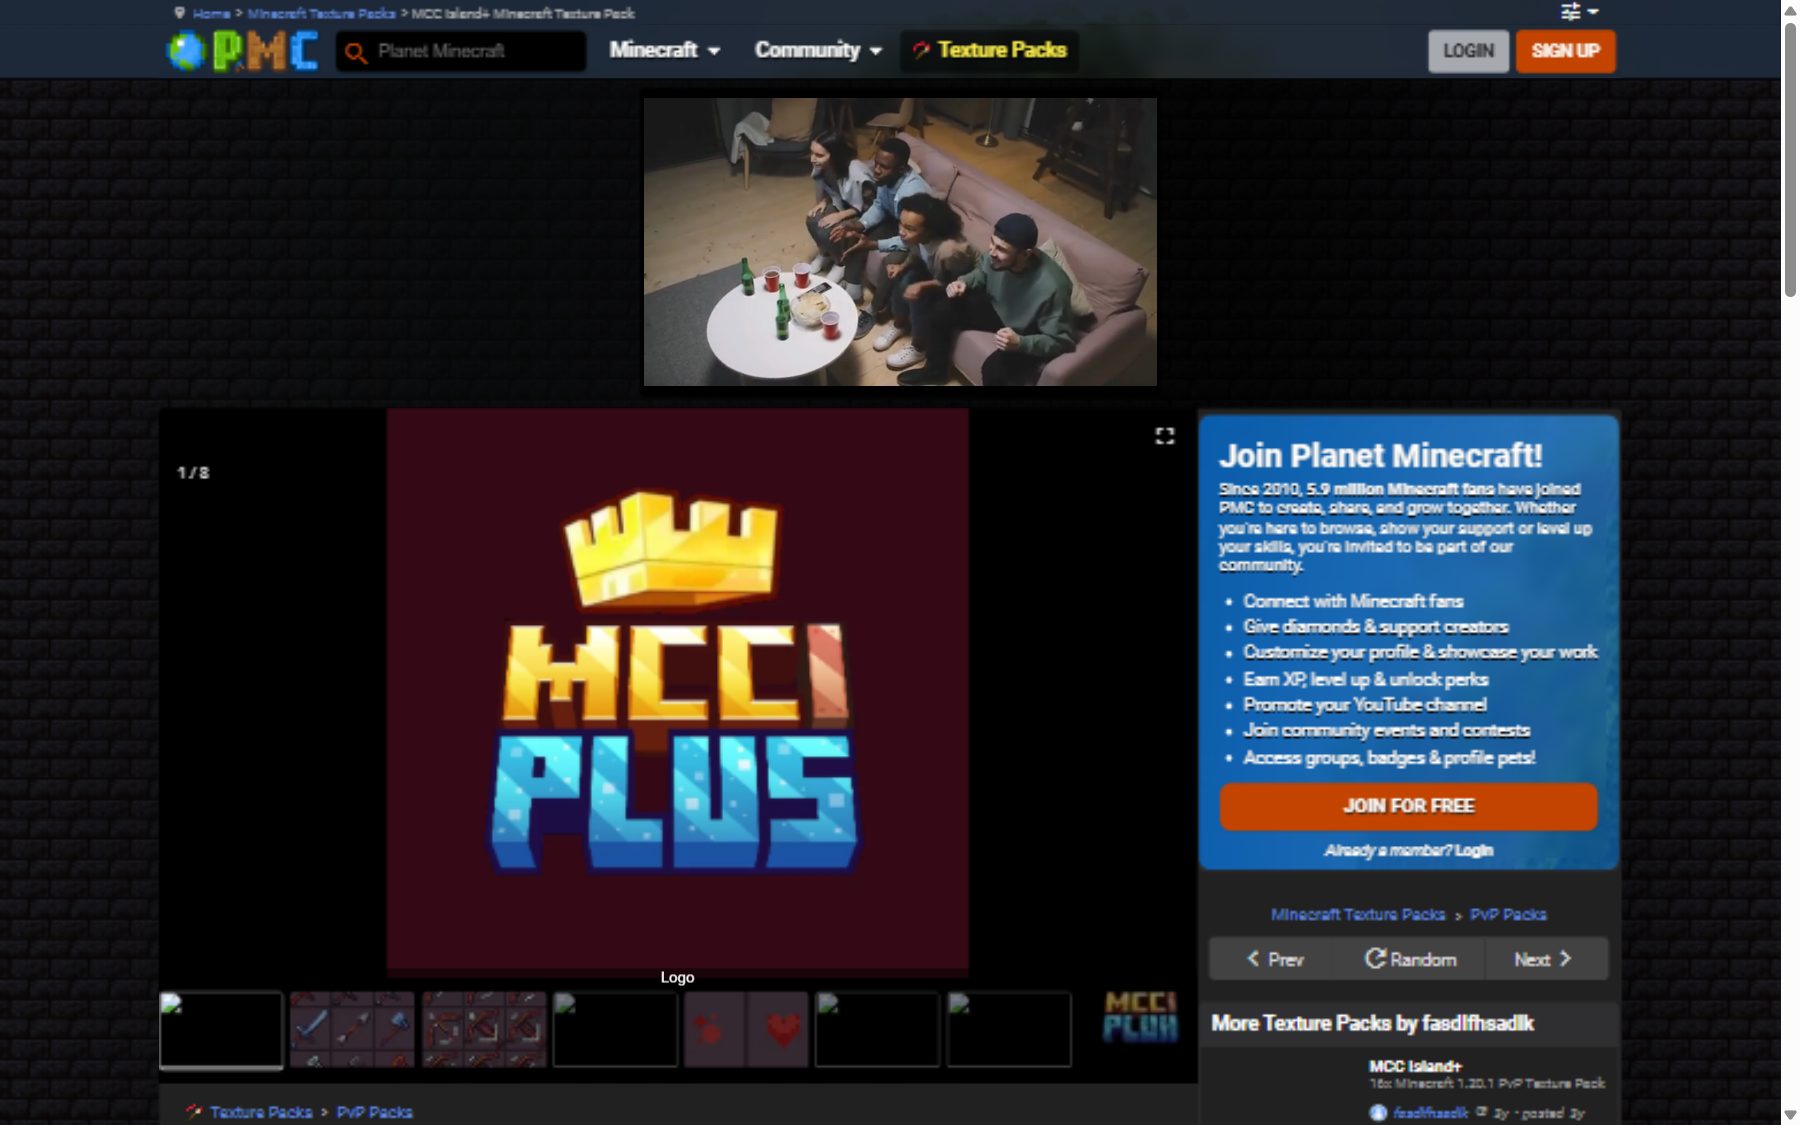 Home > Minecraft Texture Packs > MCC Island+ Minecraft Texture Pack
PMC
Planet Minecraft
Minecraft
Community
Texture Packs
LOGIN
SIGN UP
1 / 8
MCCI
PLUS
Logo
MCCI
Texture Packs > PvP Packs
Join Planet Minecraft!
Since 2010, 5.9 million Minecraft fans have joined
PMC to create, share, and grow together. Whether
you're here to browse, show your support or level up
your skills, you're invited to be part of our
community.
• Connect with Minecraft fans
• Give diamonds & support creators
• Customize your profile & showcase your work
• Earn XP, level up & unlock perks
• Promote your YouTube channel
• Join community events and contests
• Access groups, badges & profile pets!
JOIN FOR FREE
Already a member? Login
Minecraft Texture Packs > PvP Packs
Prev
Random
Next
More Texture Packs by fasdlfhsadlk
MCC Island+
16x Minecraft 1.20.1 PvP Texture Pack
fasdlfhsadlk
posted